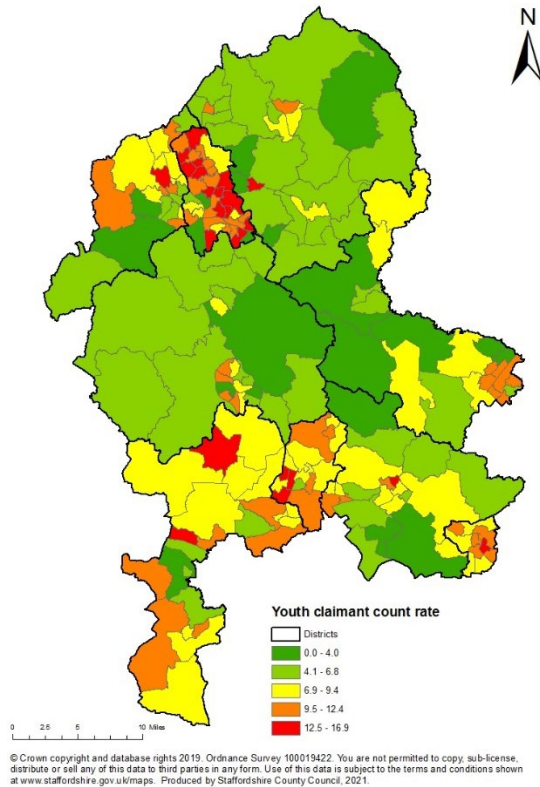 N
Youth claimant count rate
Districts
0.0 - 4.0
4.1 - 6.8
6.9 - 9.4
9.5 - 12.4
12.5 - 16.9
0 2.5 5 10 Miles
© Crown copyright and database rights 2019. Ordnance Survey 100019422. You are not permitted to copy, sub-license,
distribute or sell any of this data to third parties in any form. Use of this data is subject to the terms and conditions shown
at www.staffordshire.gov.uk/maps. Produced by Staffordshire County Council, 2021.